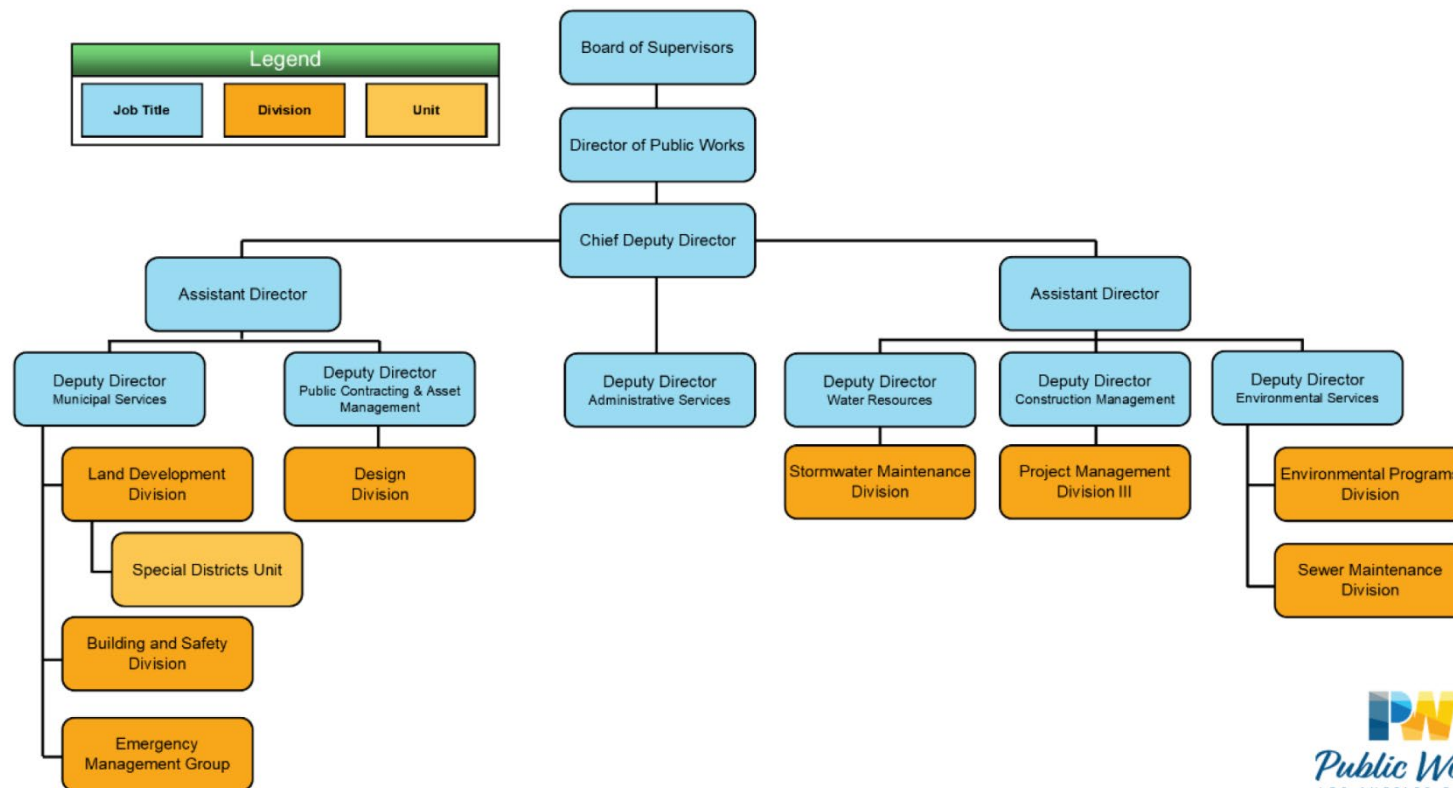 Legend
Job Title
Division
Unit
Board of Supervisors
Director of Public Works
Chief Deputy Director
Assistant Director
Assistant Director
Deputy Director
Municipal Services
Deputy Director
Public Contracting & Asset
Management
Deputy Director
Administrative Services
Deputy Director
Water Resources
Deputy Director
Construction Management
Deputy Director
Environmental Services
Land Development
Division
Special Districts Unit
Building and Safety
Division
Emergency
Management Group
Design
Division
Stormwater Maintenance
Division
Project Management
Division III
Environmental Programs
Division
Sewer Maintenance
Division
PW
Public